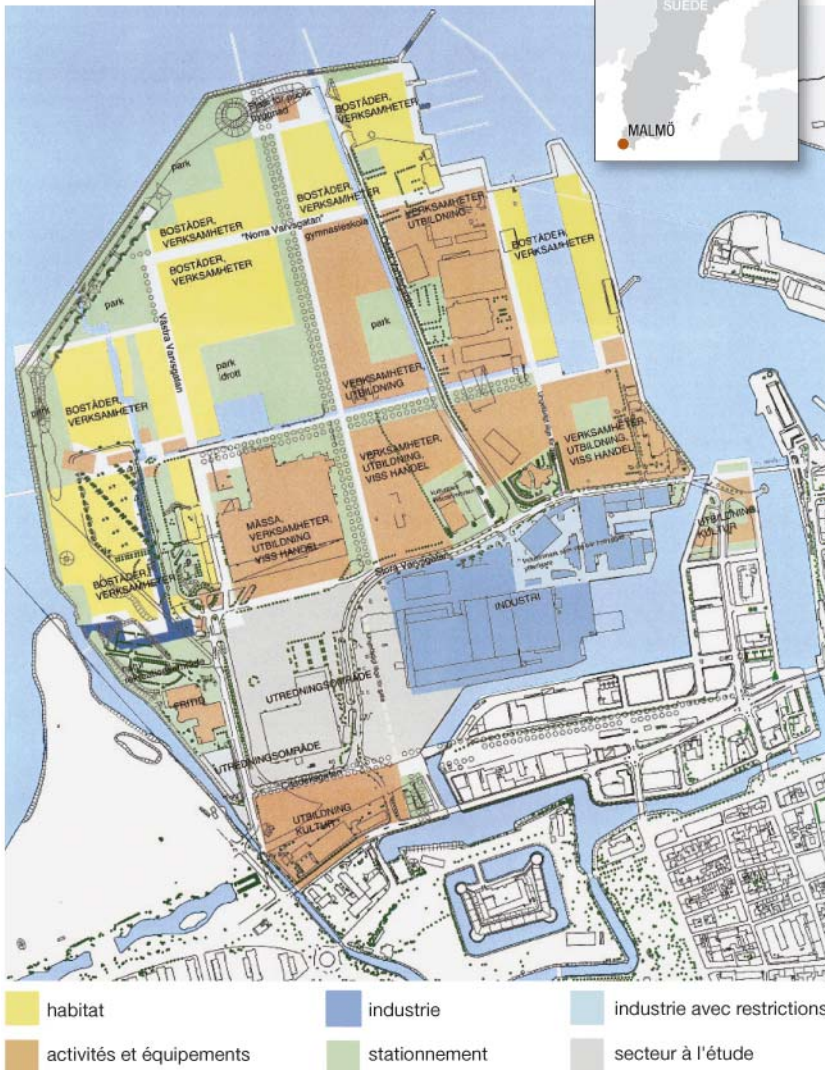 SUÈDE
MALMÖ
BOSTÄDER,
VERKSAMHETER
park
BOSTÄDER,
VERKSAMHETER
BOSTÄDER,
VERKSAMHETER
VERKSAMHETER
UTBILDNING
"Norra Varvsgatan"
gymnasieskola
BOSTÄDER,
VERKSAMHETER
BOSTÄDER,
VERKSAMHETER
park
Västra Varvsgatan
park
park
idrott
VERKSAMHETER,
UTBILDNING
park
BOSTÄDER,
VERKSAMHETER
VERKSAMHETER,
UTBILDNING,
VISS HANDEL
VERKSAMHETER,
UTBILDNING,
VISS HANDEL
MÄSSA,
VERKSAMHETER,
UTBILDNING
VISS HANDEL
UTBILDNING
KULTUR
BOSTÄDER,
VERKSAMHETER
Stora Varvsgatan
INDUSTRI
FRITID
UTREDNINGSOMRÅDE
UTREDNINGSOMRÅDE
Citadellsgatan
UTBILDNING
KULTUR
habitat
industrie
industrie avec restrictions
activités et équipements
stationnement
secteur à l'étude